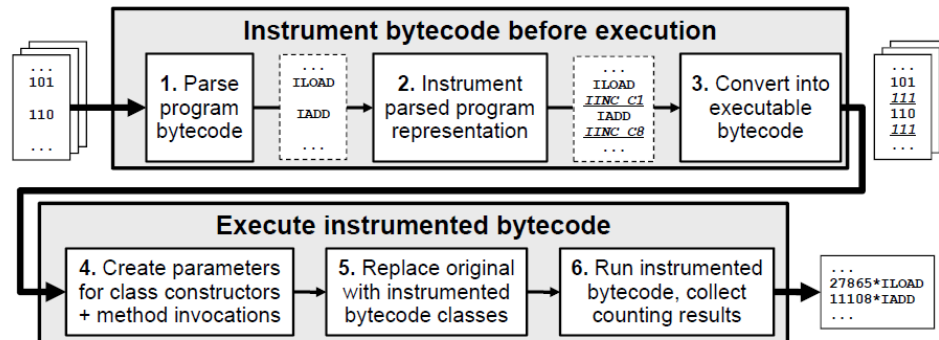 Instrument bytecode before execution
...
101
110
...
1. Parse
program
bytecode
...
ILOAD
IADD
...
2. Instrument
parsed program
representation
...
ILOAD
IINC C1
IADD
IINC C8
...
3. Convert into
executable
bytecode
...
101
111
110
111
...
Execute instrumented bytecode
4. Create parameters
for class constructors
+ method invocations
5. Replace original
with instrumented
bytecode classes
6. Run instrumented
bytecode, collect
counting results
...
27865*ILOAD
11108*IADD
...